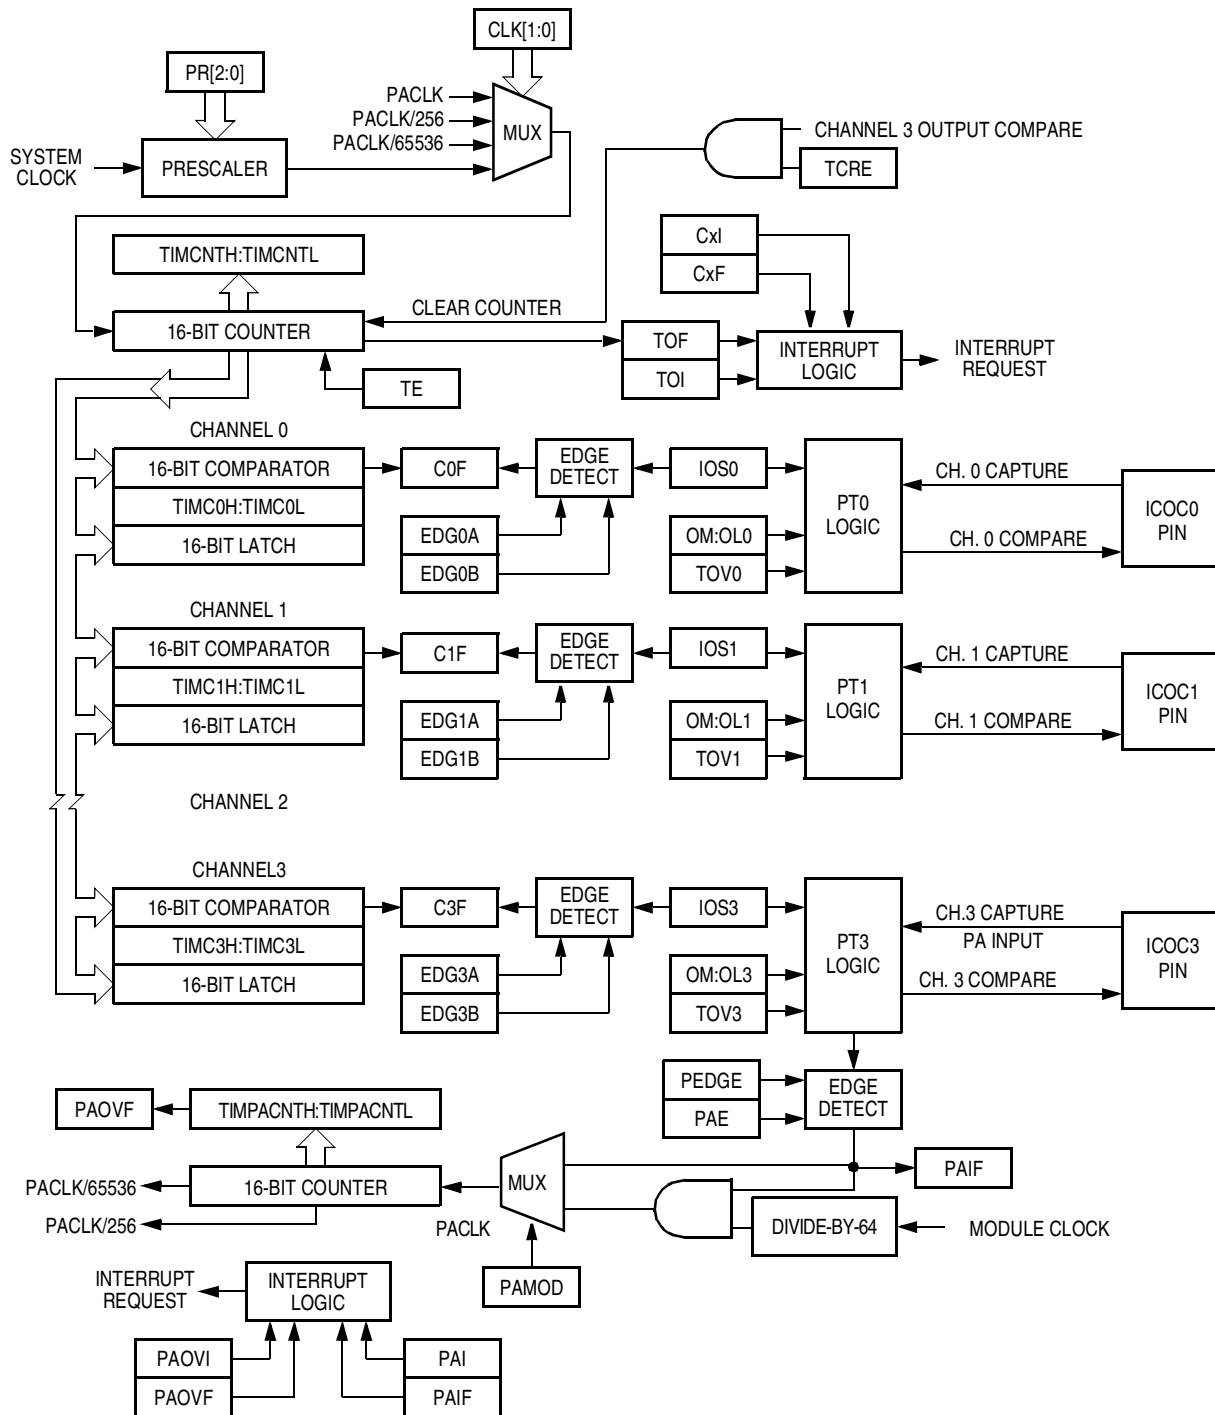 CLK[1:0]
PR[2:0]
PACLK
PACLK/256
PACLK/65536
MUX
SYSTEM
CLOCK
PRESCALER
CHANNEL 3 OUTPUT COMPARE
TCRE
TIMCNTH:TIMCNTL
CxI
CxF
CLEAR COUNTER
16-BIT COUNTER
TE
TOF
TOI
INTERRUPT
LOGIC
INTERRUPT
REQUEST
CHANNEL 0
16-BIT COMPARATOR
TIMC0H:TIMC0L
16-BIT LATCH
C0F
EDGE
DETECT
IOS0
EDG0A
EDG0B
OM:OL0
TOV0
PT0
LOGIC
CH. 0 CAPTURE
CH. 0 COMPARE
ICOC0
PIN
CHANNEL 1
16-BIT COMPARATOR
TIMC1H:TIMC1L
16-BIT LATCH
C1F
EDGE
DETECT
IOS1
EDG1A
EDG1B
OM:OL1
TOV1
PT1
LOGIC
CH. 1 CAPTURE
CH. 1 COMPARE
ICOC1
PIN
CHANNEL 2
CHANNEL3
16-BIT COMPARATOR
TIMC3H:TIMC3L
16-BIT LATCH
C3F
EDGE
DETECT
IOS3
EDG3A
EDG3B
OM:OL3
TOV3
PT3
LOGIC
CH.3 CAPTURE
PA INPUT
CH. 3 COMPARE
ICOC3
PIN
PEDGE
PAE
EDGE
DETECT
PAOVF
TIMPACNTH:TIMPACNTL
PACLK/65536
16-BIT COUNTER
PACLK/256
PACLK
MUX
PAIF
DIVIDE-BY-64
MODULE CLOCK
PAMOD
INTERRUPT
REQUEST
INTERRUPT
LOGIC
PAOVI
PAOVF
PAI
PAIF